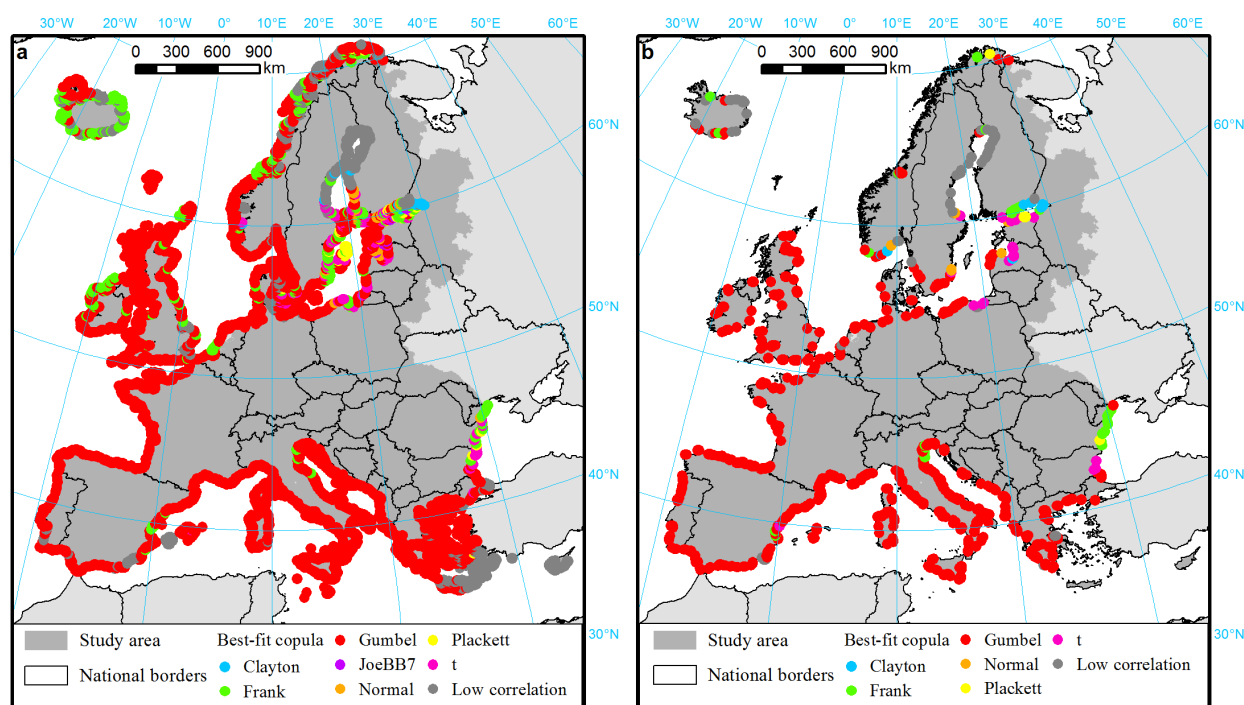 30°W 20°W 10°W 0° 10°E 20°E 30°E 40°E 50°E 60°E
30°W 20°W 10°W 0° 10°E 20°E 30°E 40°E 50°E 60°E
a
0 300 600 900
km
b
0 300 600 900
km
60°N
60°N
50°N
50°N
40°N
40°N
30°N
30°N
Study area
National borders
Best-fit copula
Clayton
Frank
Gumbel
JoeBB7
Normal
Plackett
t
Low correlation
Study area
National borders
Best-fit copula
Clayton
Frank
Gumbel
Normal
Plackett
t
Low correlation